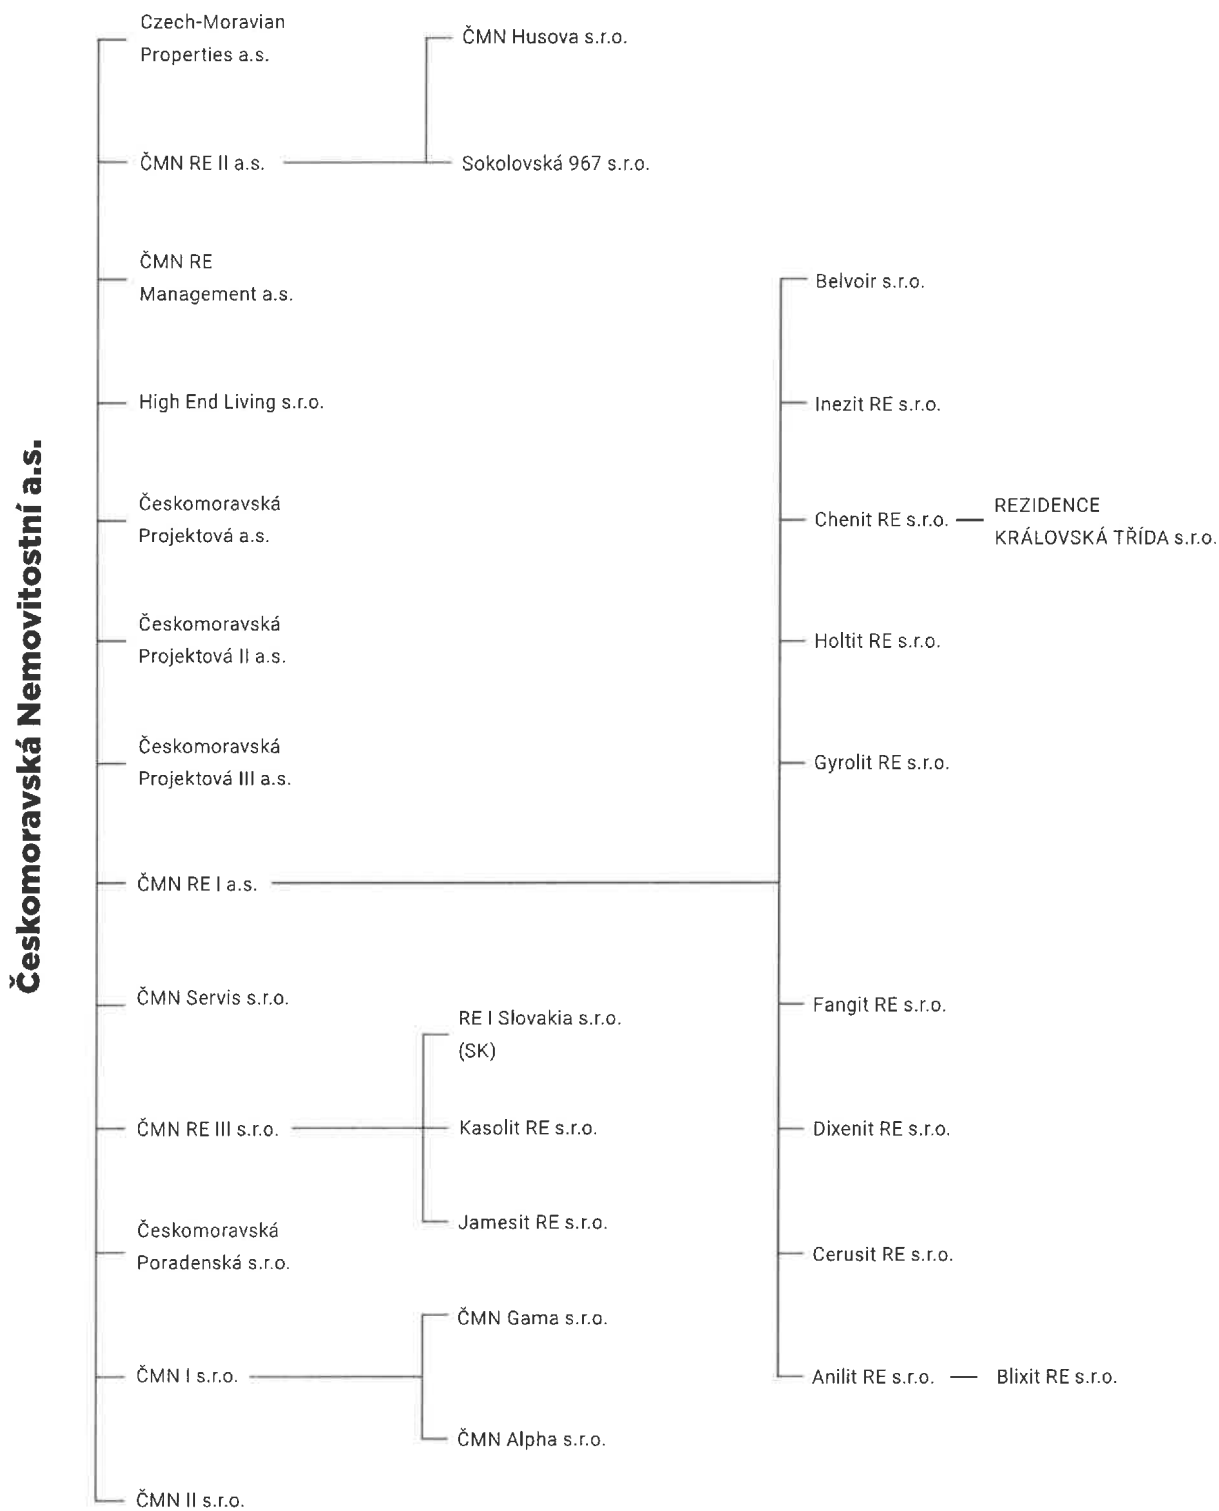 Českomoravská Nemovitostní a.s.
Czech-Moravian
Properties a.s.
ČMN RE II a.s.
ČMN RE
Management a.s.
High End Living s.r.o.
Českomoravská
Projektová a.s.
Českomoravská
Projektová II a.s.
Českomoravská
Projektová III a.s.
ČMN RE I a.s.
ČMN Servis s.r.o.
ČMN RE III s.r.o.
Českomoravská
Poradenská s.r.o.
ČMN I s.r.o.
ČMN II s.r.o.
ČMN Husova s.r.o.
Sokolovská 967 s.r.o.
RE I Slovakia s.r.o.
(SK)
Kasolit RE s.r.o.
Jamesit RE s.r.o.
ČMN Gama s.r.o.
ČMN Alpha s.r.o.
Belvoir s.r.o.
Inezit RE s.r.o.
Chenit RE s.r.o.
Holtit RE s.r.o.
Gyrolit RE s.r.o.
Fangit RE s.r.o.
Dixenit RE s.r.o.
Cerusit RE s.r.o.
Anilit RE s.r.o.
REZIDENCE
KRÁLOVSKÁ TŘÍDA s.r.o.
Blixit RE s.r.o.